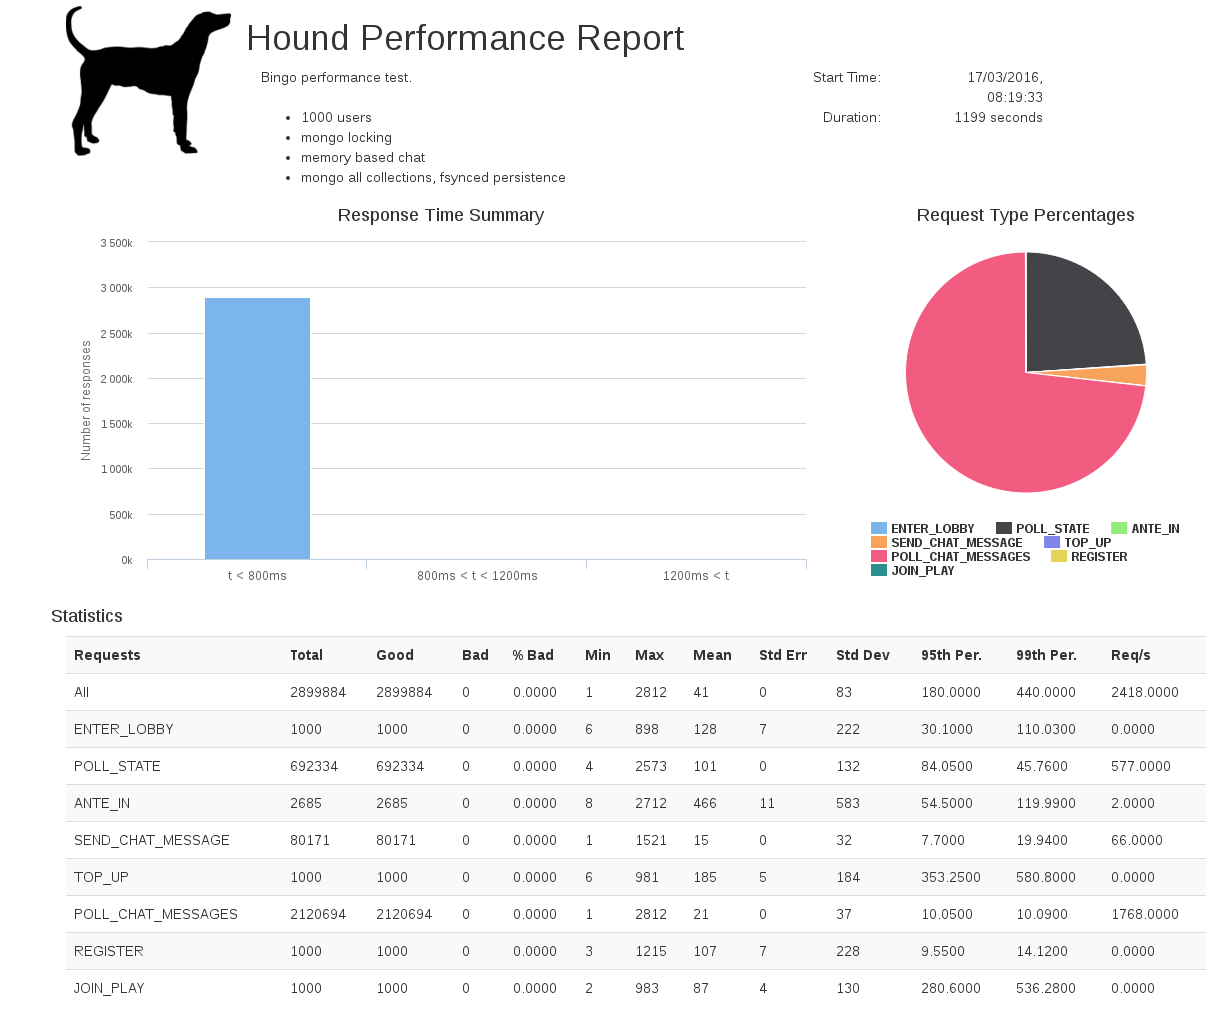 Hound Performance Report
Bingo performance test.
Start Time: 17/03/2016,
08:19:33
Duration: 1199 seconds
• 1000 users
• mongo locking
• memory based chat
• mongo all collections, fsynced persistence
Response Time Summary
3 500k
3 000k
2 500k
2 000k
1 500k
1 000k
500k
0k
Number of responses
t < 800ms
800ms < t < 1200ms
1200ms < t
Request Type Percentages
ENTER_LOBBY POLL_STATE ANTE_IN
SEND_CHAT_MESSAGE TOP_UP
POLL_CHAT_MESSAGES REGISTER
JOIN_PLAY
Statistics
Requests Total Good Bad % Bad Min Max Mean Std Err Std Dev 95th Per. 99th Per. Req/s
All 2899884 2899884 0 0.0000 1 2812 41 0 83 180.0000 440.0000 2418.0000
ENTER_LOBBY 1000 1000 0 0.0000 6 898 128 7 222 30.1000 110.0300 0.0000
POLL_STATE 692334 692334 0 0.0000 4 2573 101 0 132 84.0500 45.7600 577.0000
ANTE_IN 2685 2685 0 0.0000 8 2712 466 11 583 54.5000 119.9900 2.0000
SEND_CHAT_MESSAGE 80171 80171 0 0.0000 1 1521 15 0 32 7.7000 19.9400 66.0000
TOP_UP 1000 1000 0 0.0000 6 981 185 5 184 353.2500 580.8000 0.0000
POLL_CHAT_MESSAGES 2120694 2120694 0 0.0000 1 2812 21 0 37 10.0500 10.0900 1768.0000
REGISTER 1000 1000 0 0.0000 3 1215 107 7 228 9.5500 14.1200 0.0000
JOIN_PLAY 1000 1000 0 0.0000 2 983 87 4 130 280.6000 536.2800 0.0000